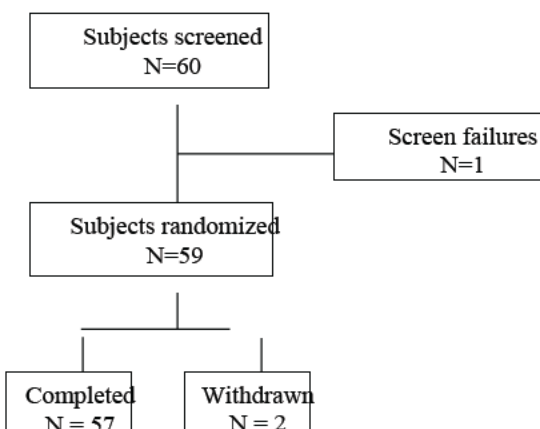 Subjects screened
N=60
Screen failures
N=1
Subjects randomized
N=59
Completed
N = 57
Withdrawn
N = 2